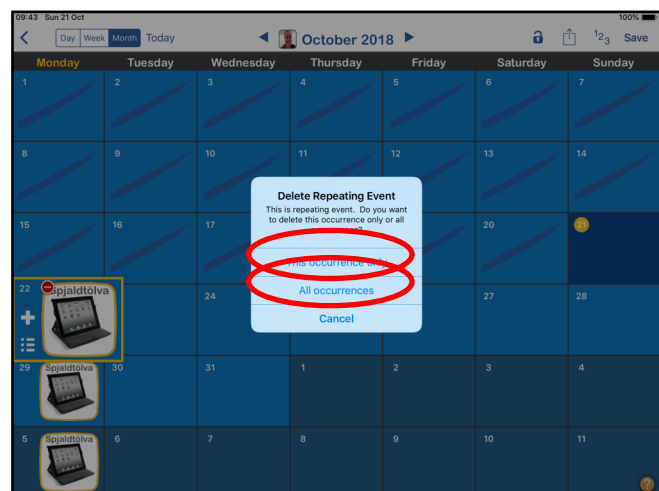 09:43 Sun 21 Oct 100%
Day Week Month Today October 2018 123 Save
Monday Tuesday Wednesday Thursday Friday Saturday Sunday
1 2 3 4 5 6 7
8 9 10 11 12 13 14
Delete Repeating Event
This is repeating event. Do you want
to delete this occurrence only or all
15 16 17 20 21
This occurrence only
All occurrences
Cancel
22 Spjaldtölva 24 27 28
29 Spjaldtölva 30 31 1 2 3 4
5 Spjaldtölva 6 7 8 9 10 11
?